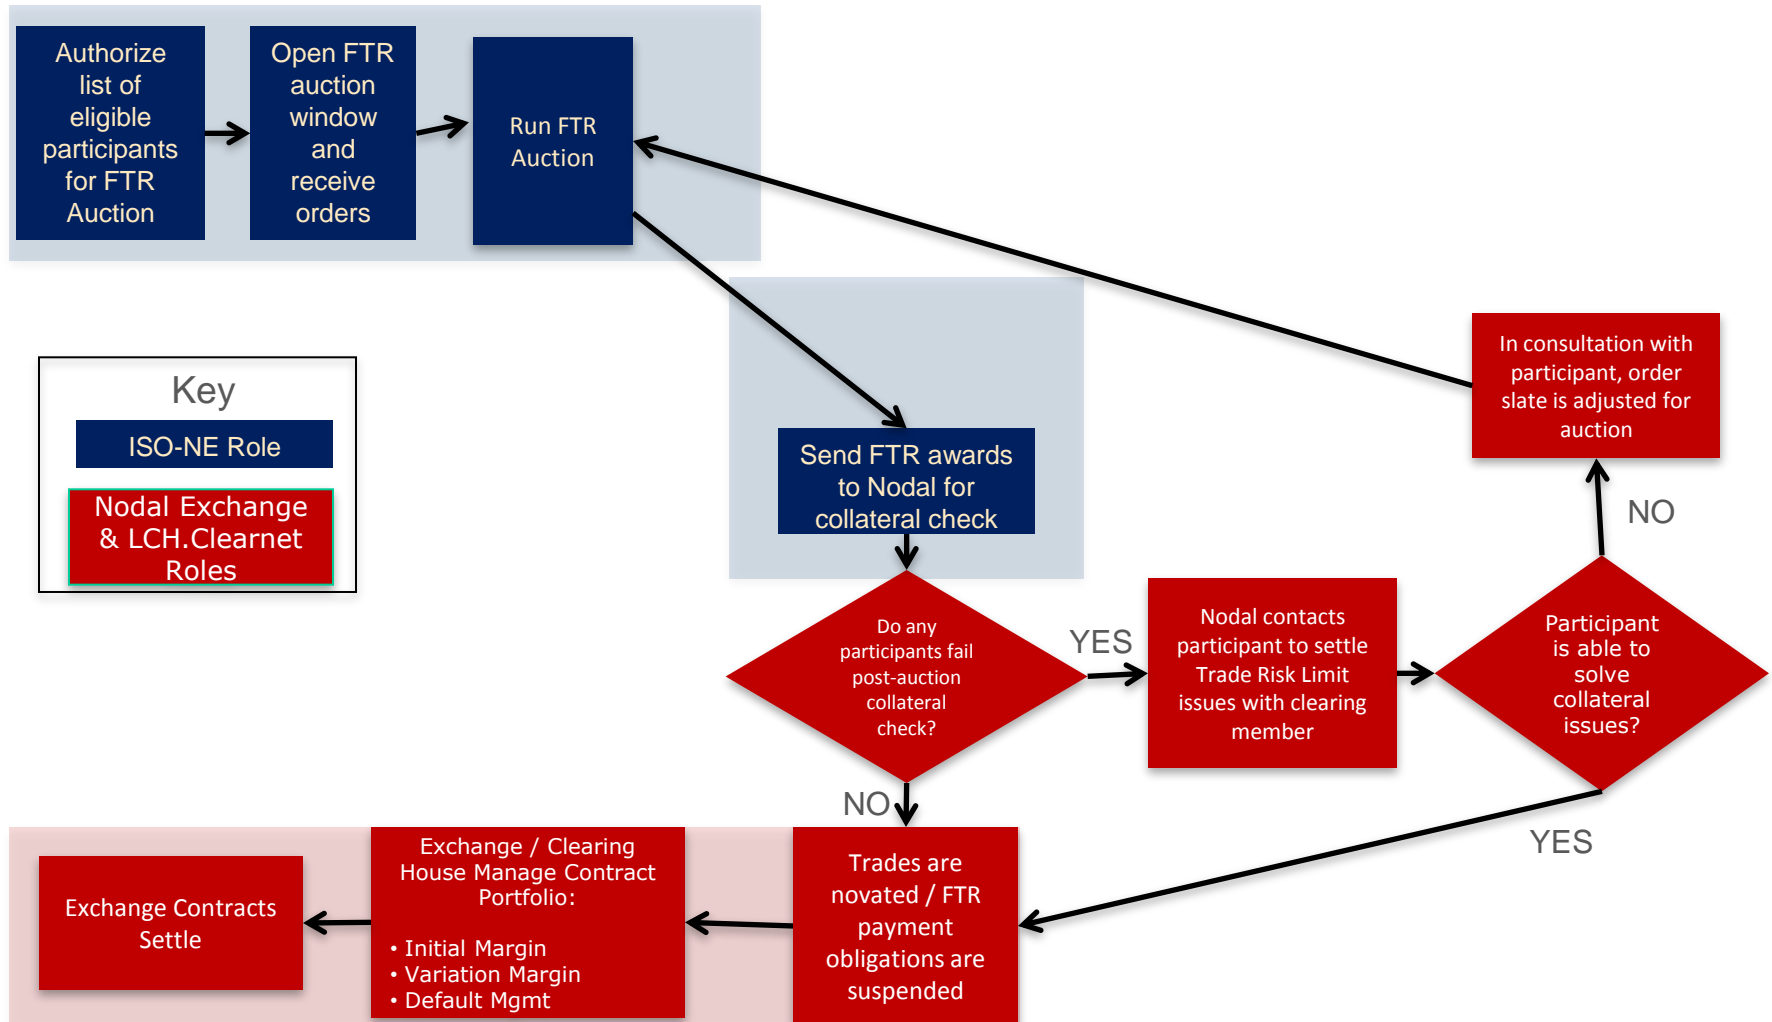 Authorize
list of
eligible
participants
for FTR
Auction
Open FTR
auction
window
and
receive
orders
Run FTR
Auction
In consultation with
participant, order
slate is adjusted for
auction
Key
ISO-NE Role
Nodal Exchange
& LCH.Clearnet
Roles
Send FTR awards
to Nodal for
collateral check
NO
Do any
participants fail
post-auction
collateral
check?
YES
Nodal contacts
participant to settle
Trade Risk Limit
issues with clearing
member
Participant
is able to
solve
collateral
issues?
NO
YES
Exchange Contracts
Settle
Exchange / Clearing
House Manage Contract
Portfolio:
• Initial Margin
• Variation Margin
• Default Mgmt
Trades are
novated / FTR
payment
obligations are
suspended